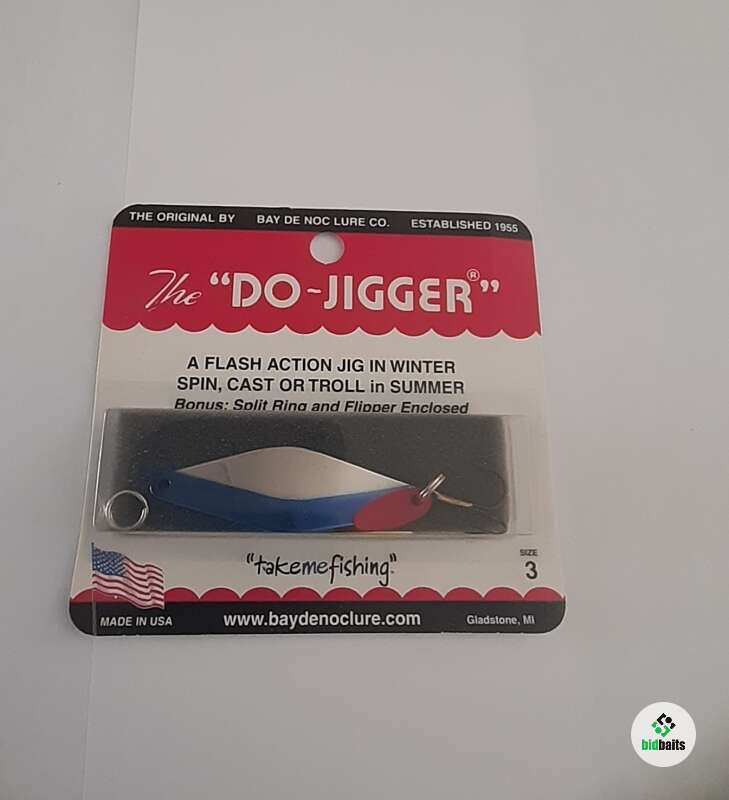 THE ORIGINAL BY BAY DE NOC LURE CO. ESTABLISHED 1955
The "DO-JIGGER®"
A FLASH ACTION JIG IN WINTER
SPIN, CAST OR TROLL in SUMMER
Bonus: Split Ring and Flipper Enclosed
"takemefishing™
SIZE
3
MADE IN USA www.baydenoclure.com Gladstone, MI
bidbaits